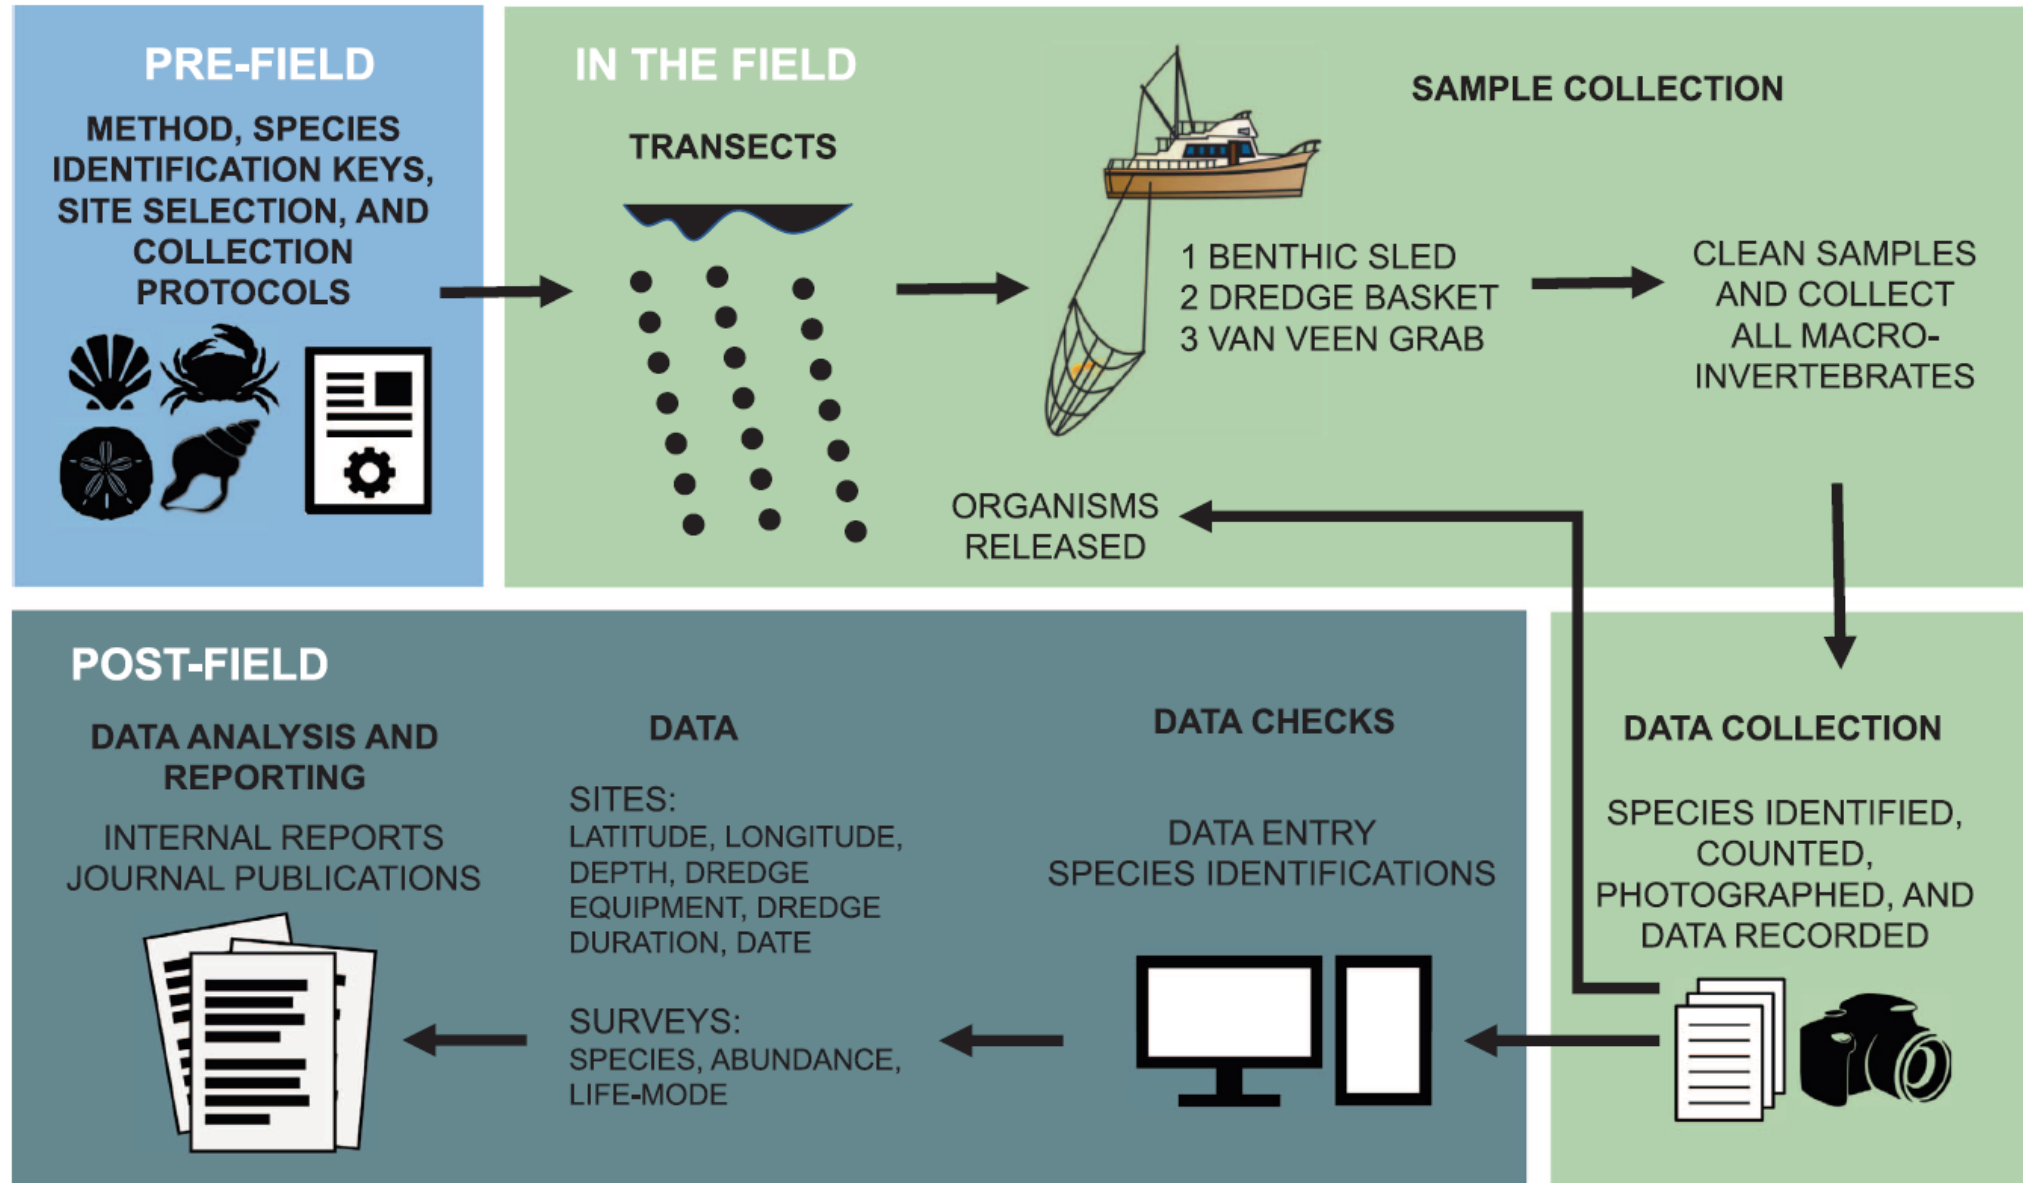 PRE-FIELD
METHOD, SPECIES
IDENTIFICATION KEYS,
SITE SELECTION, AND
COLLECTION
PROTOCOLS
IN THE FIELD
TRANSECTS
SAMPLE COLLECTION
1 BENTHIC SLED
2 DREDGE BASKET
3 VAN VEEN GRAB
CLEAN SAMPLES
AND COLLECT
ALL MACRO-
INVERTEBRATES
ORGANISMS
RELEASED
DATA COLLECTION
SPECIES IDENTIFIED,
COUNTED,
PHOTOGRAPHED, AND
DATA RECORDED
POST-FIELD
DATA CHECKS
DATA ENTRY
SPECIES IDENTIFICATIONS
DATA
SITES:
LATITUDE, LONGITUDE,
DEPTH, DREDGE
EQUIPMENT, DREDGE
DURATION, DATE
SURVEYS:
SPECIES, ABUNDANCE,
LIFE-MODE
DATA ANALYSIS AND
REPORTING
INTERNAL REPORTS
JOURNAL PUBLICATIONS